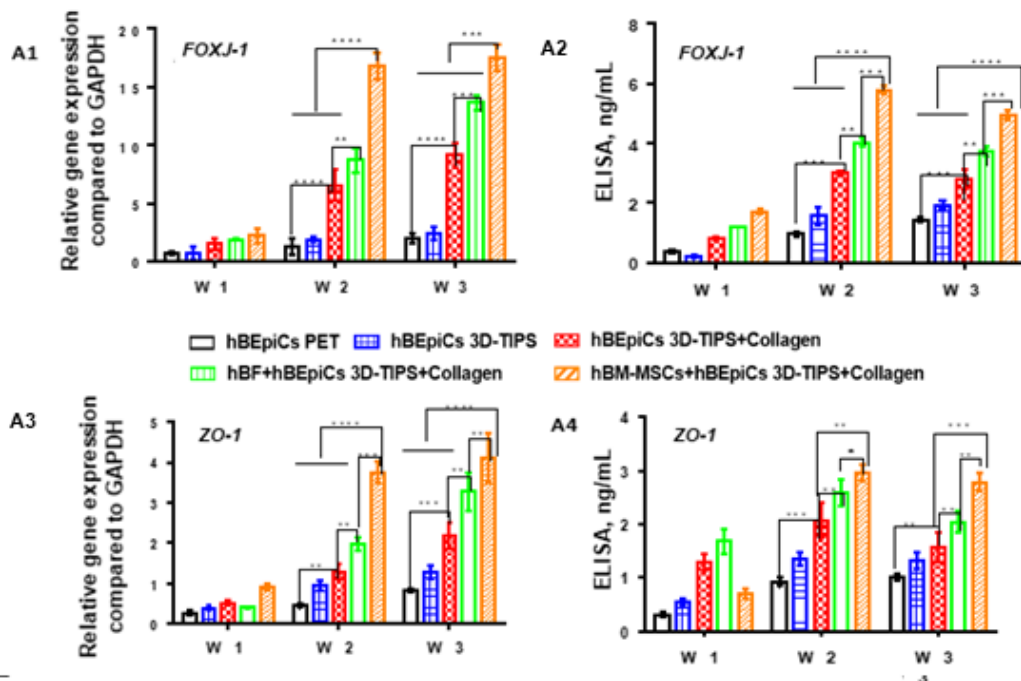 A1
FOXJ-1
Relative gene expression
compared to GAPDH
20
15
10
5
0
W 1
W 2
W 3
****
****
**
***
****
***
A2
FOXJ-1
ELISA, ng/mL
8
6
4
2
0
W 1
W 2
W 3
****
***
**
***
****
***
**
***
hBEpiCs PET
hBEpiCs 3D-TIPS
hBEpiCs 3D-TIPS+Collagen
hBF+hBEpiCs 3D-TIPS+Collagen
hBM-MSCs+hBEpiCs 3D-TIPS+Collagen
A3
ZO-1
Relative gene expression
compared to GAPDH
5
4
3
2
1
0
W 1
W 2
W 3
****
***
**
**
****
***
**
***
A4
ZO-1
ELISA, ng/mL
4
3
2
1
0
W 1
W 2
W 3
**
*
**
***
***
**
**
**